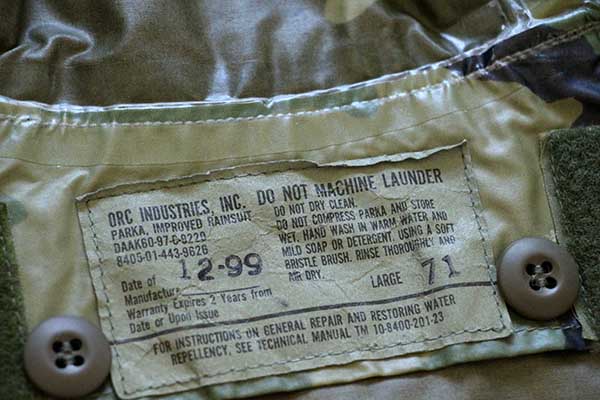 ORC INDUSTRIES, INC.
PARKA, IMPROVED RAINSUIT
DAAK60-97-C-9220
8405-01-443-9626
Date of 12-99
Manufacture
Warranty Expires 2 Years from
Date or Upon Issue
DO NOT MACHINE LAUNDER
DO NOT DRY CLEAN.
DO NOT COMPRESS PARKA AND STORE
WET. HAND WASH IN WARM WATER AND
MILD SOAP OR DETERGENT. USING A SOFT
BRISTLE BRUSH. RINSE THOROUGHLY AND
AIR DRY.
LARGE 71
FOR INSTRUCTIONS ON GENERAL REPAIR AND RESTORING WATER
REPELLENCY. SEE TECHNICAL MANUAL TM 10-8400-201-23